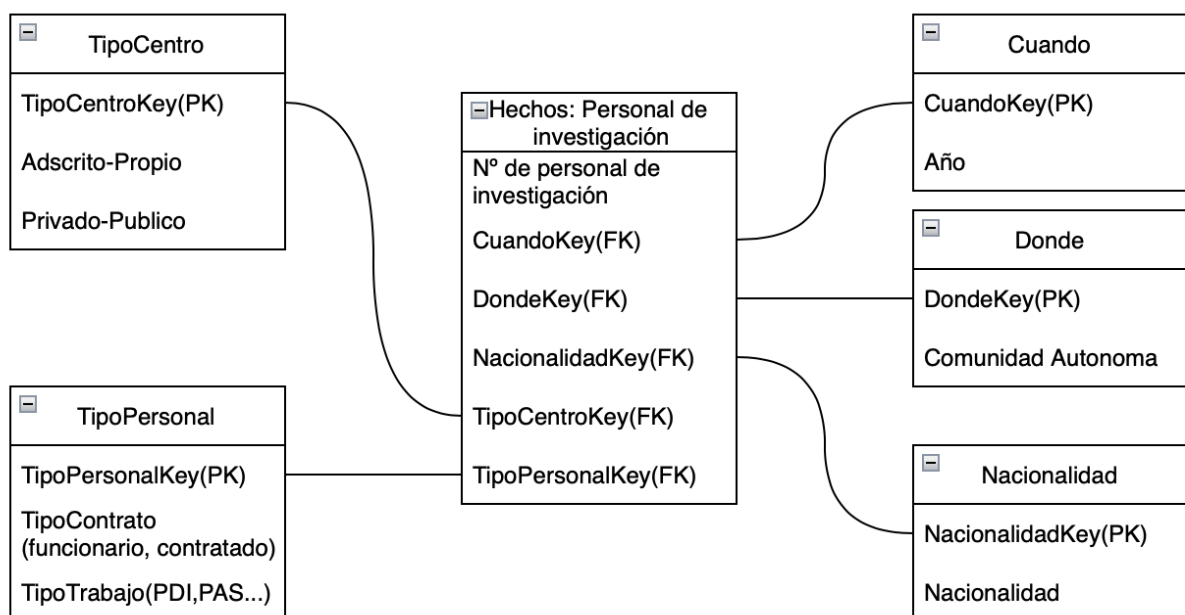 TipoCentro
TipoCentroKey(PK)
Adscrito-Propio
Privado-Publico
TipoPersonal
TipoPersonalKey(PK)
TipoContrato
(funcionario, contratado)
TipoTrabajo(PDI,PAS...)
Hechos: Personal de
investigación
Nº de personal de
investigación
CuandoKey(FK)
DondeKey(FK)
NacionalidadKey(FK)
TipoCentroKey(FK)
TipoPersonalKey(FK)
Cuando
CuandoKey(PK)
Año
Donde
DondeKey(PK)
Comunidad Autonoma
Nacionalidad
NacionalidadKey(PK)
Nacionalidad